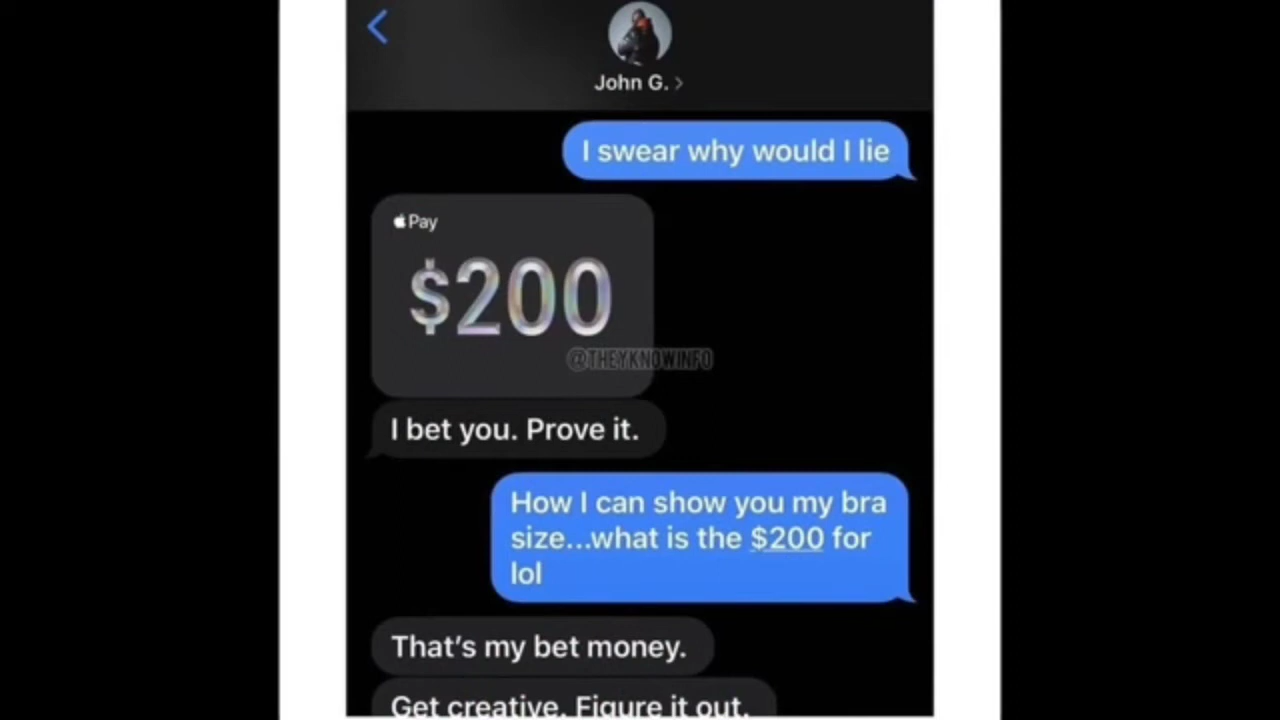 John G.
I swear why would I lie
Pay
$200
@THEYKNOWINFO
I bet you. Prove it.
How I can show you my bra
size...what is the $200 for
lol
That's my bet money.
Get creative. Figure it out.